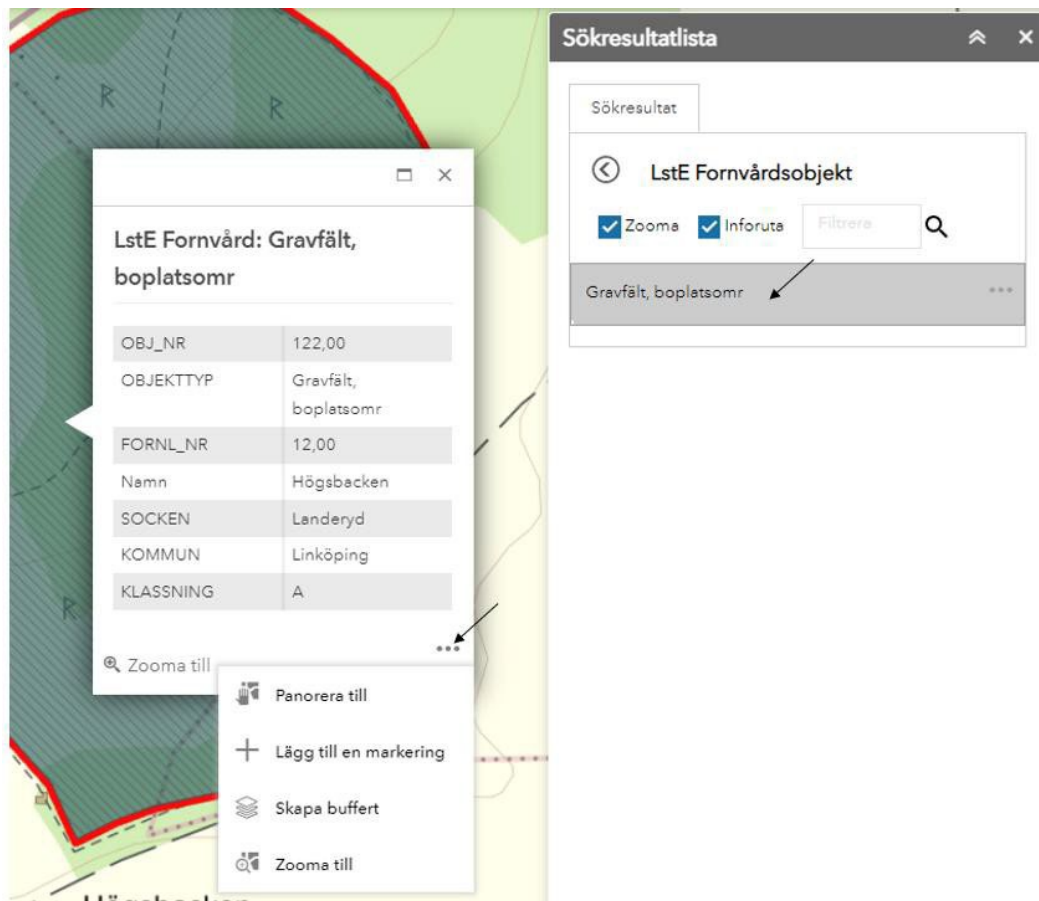 Sökresultatlista
Sökresultat
LstE Fornvårdsobjekt
Zooma
Inforuta
Filtrera
Gravfält, boplatsomr
LstE Fornvård: Gravfält,
boplatsomr
OBJ_NR 122,00
OBJEKTTYP Gravfält,
boplatsomr
FORNL_NR 12,00
Namn Högsbacken
SOCKEN Landeryd
KOMMUN Linköping
KLASSNING A
Zooma till
Panorera till
Lägg till en markering
Skapa buffert
Zooma till